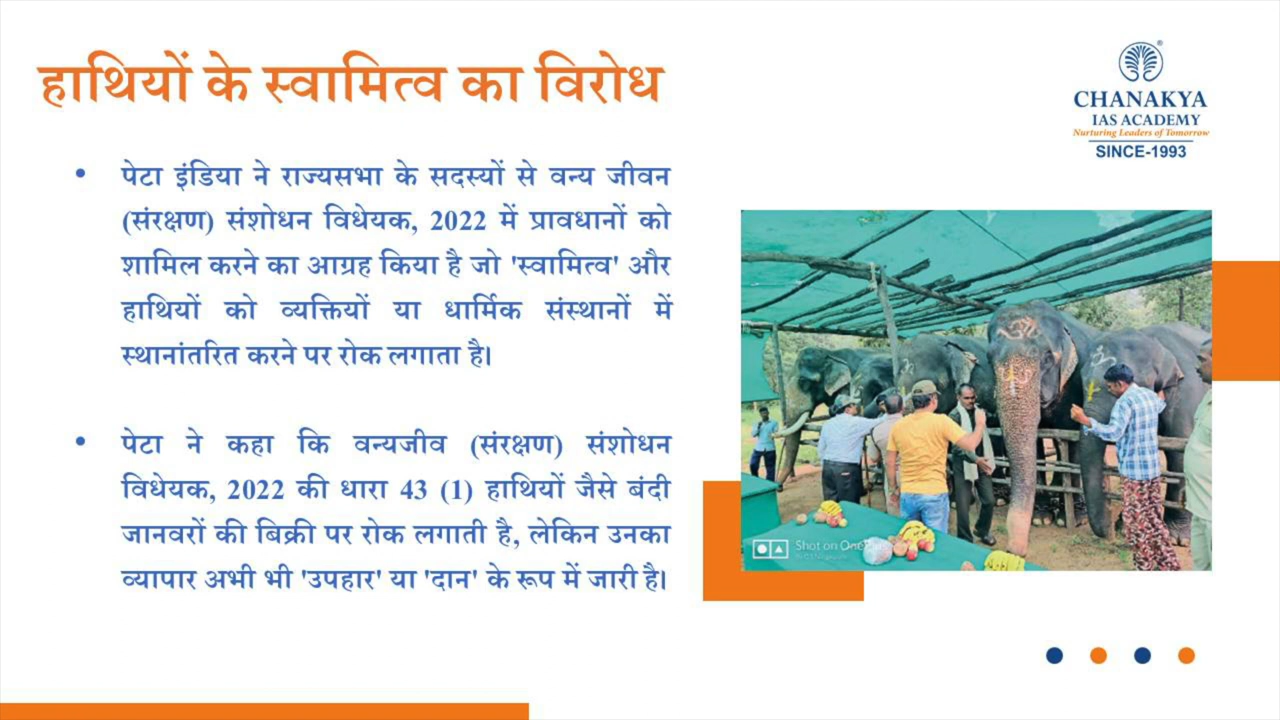 हाथियों के स्वामित्व का विरोध
CHANAKYA
IAS ACADEMY
Nurturing Leaders of Tomorrow
SINCE-1993
• पेटा इंडिया ने राज्यसभा के सदस्यों से वन्य जीवन
(संरक्षण) संशोधन विधेयक, 2022 में प्रावधानों को
शामिल करने का आग्रह किया है जो 'स्वामित्व' और
हाथियों को व्यक्तियों या धार्मिक संस्थानों में
स्थानांतरित करने पर रोक लगाता है।
• पेटा ने कहा कि वन्यजीव (संरक्षण) संशोधन
विधेयक, 2022 की धारा 43 (1) हाथियों जैसे बंदी
जानवरों की बिक्री पर रोक लगाती है, लेकिन उनका
व्यापार अभी भी 'उपहार' या 'दान' के रूप में जारी है।
Shot on OnePlus